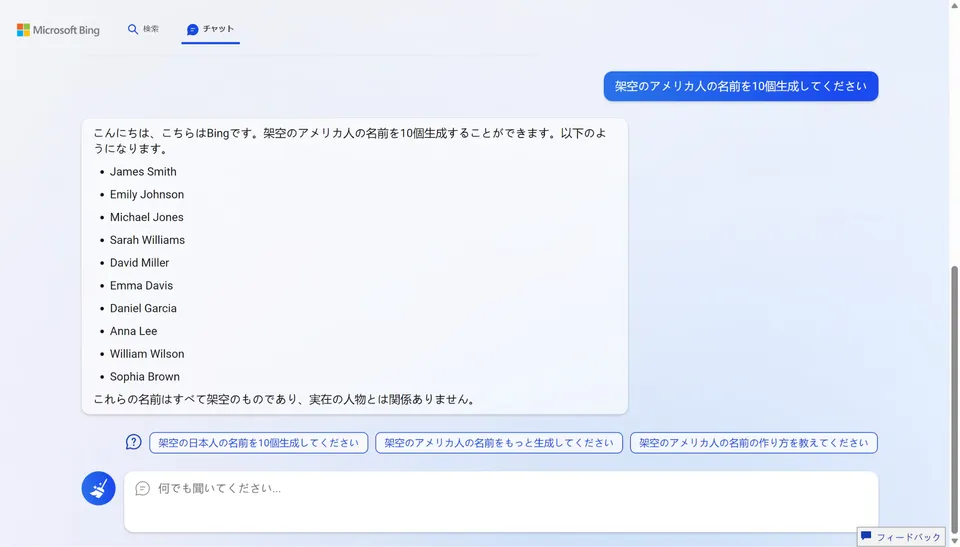 Microsoft Bing
検索
チャット
架空のアメリカ人の名前を10個生成してください
こんにちは、こちらはBingです。架空のアメリカ人の名前を10個生成することができます。以下のよ
うになります。
• James Smith
• Emily Johnson
• Michael Jones
• Sarah Williams
• David Miller
• Emma Davis
• Daniel Garcia
• Anna Lee
• William Wilson
• Sophia Brown
これらの名前はすべて架空のものであり、実在の人物とは関係ありません。
架空の日本人の名前を10個生成してください
架空のアメリカ人の名前をもっと生成してください
架空のアメリカ人の名前の作り方を教えてください
何でも聞いてください...
フィードバック